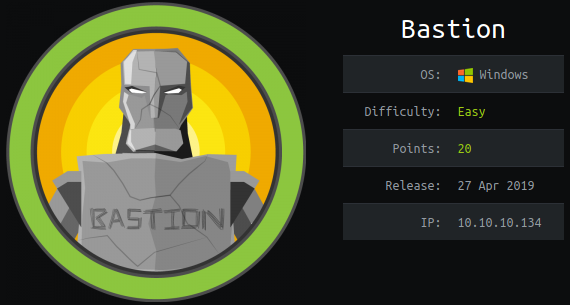 Bastion
OS: Windows
Difficulty: Easy
Points: 20
Release: 27 Apr 2019
IP: 10.10.10.134
BASTION